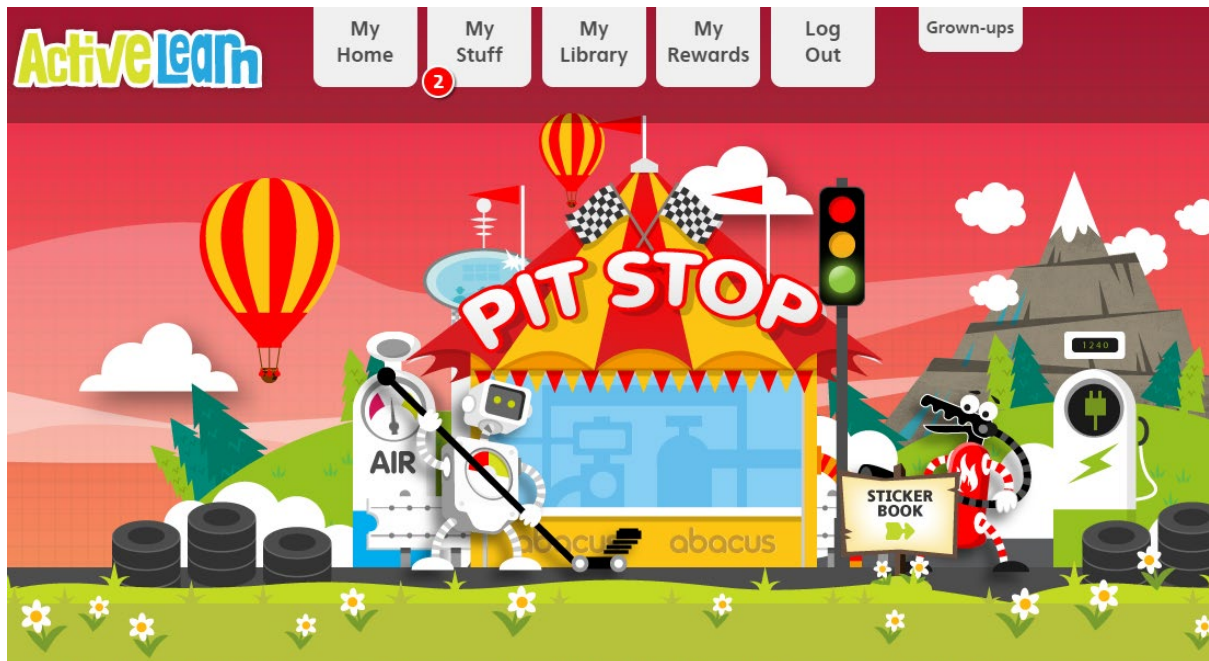 ActiveLearn
My
Home
My
Stuff
2
My
Library
My
Rewards
Log
Out
Grown-ups
PIT STOP
1240
AIR
STICKER
BOOK
abacus
abacus